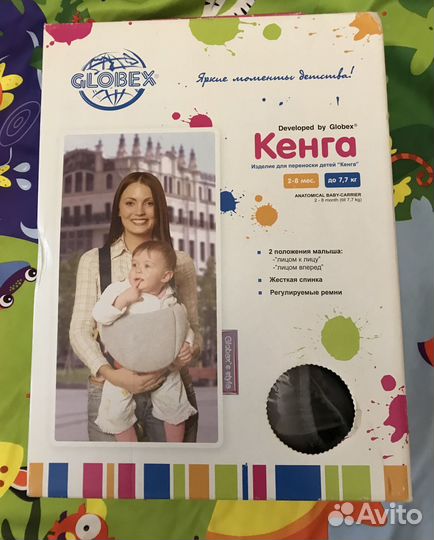 GLOBEX®
Яркие моменты детства!
Developed by Globex®
Кенга
Изделие для переноски детей "Кенга"
2-8 мес.
до 7,7 кг
ANATOMICAL BABY-CARRIER
2 - 8 month (till 7,7 kg)
• 2 положения малыша:
-"лицом к лицу"
-"лицом вперед"
• Жесткая спинка
• Регулируемые ремни
Globex's style
Avito